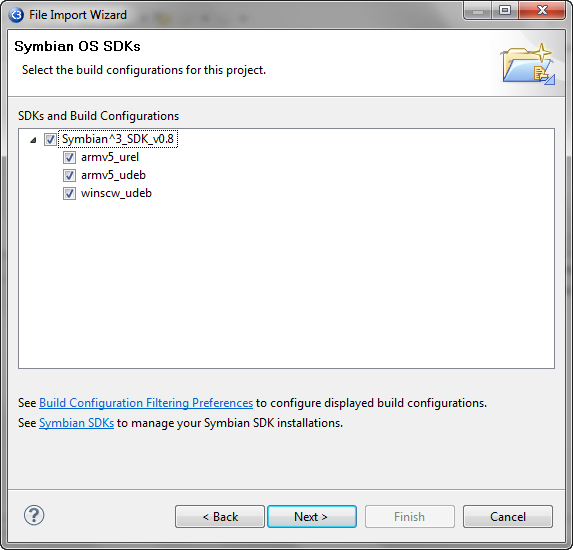 File Import Wizard
Symbian OS SDKs
Select the build configurations for this project.
SDKs and Build Configurations
Symbian^3_SDK_v0.8
armv5_urel
armv5_udeb
winscw_udeb
See Build Configuration Filtering Preferences to configure displayed build configurations.
See Symbian SDKs to manage your Symbian SDK installations.
? < Back Next > Finish Cancel